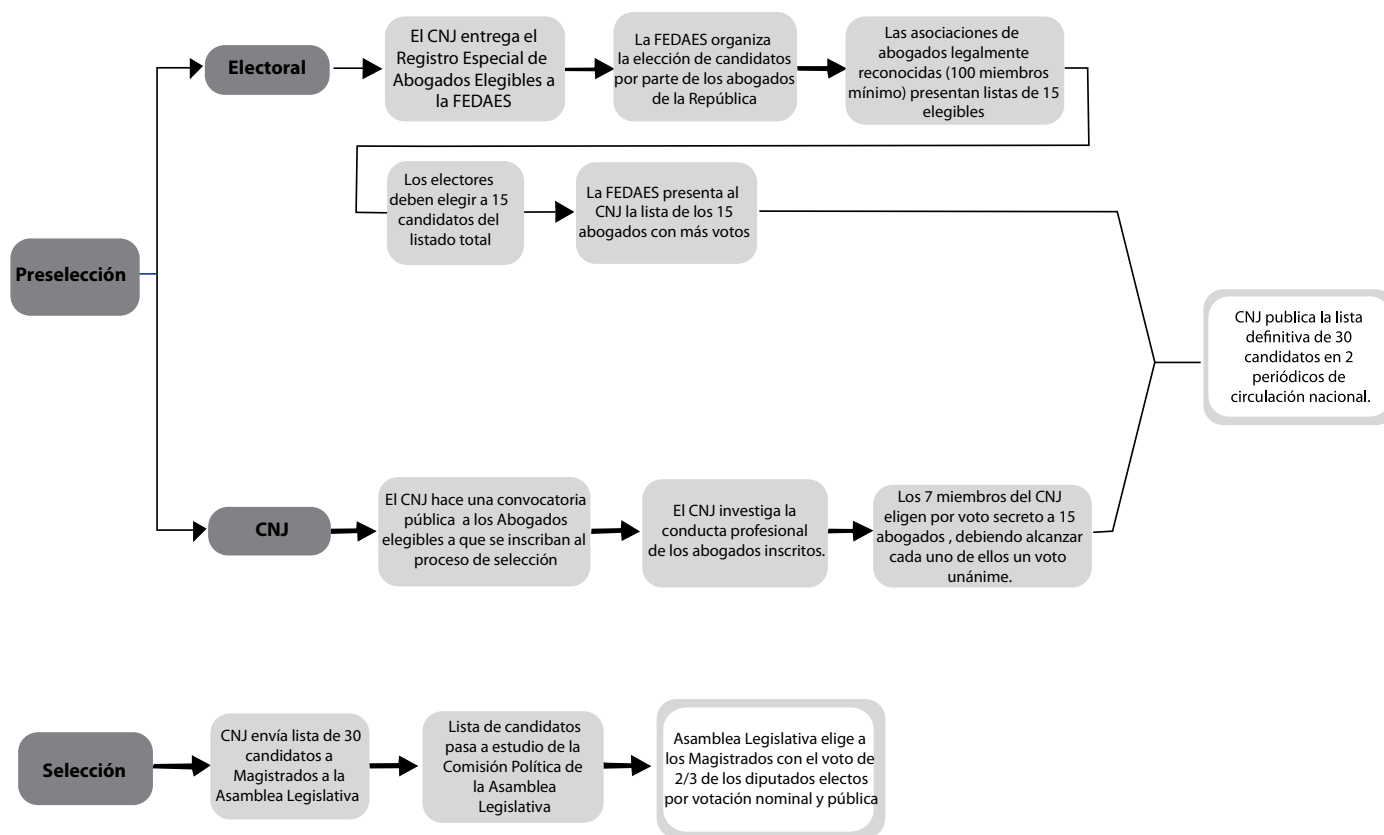 Preselección
Electoral
El CNJ entrega el
Registro Especial de
Abogados Elegibles a
la FEDAES
La FEDAES organiza
la elección de candidatos
por parte de los abogados
de la República
Las asociaciones de
abogados legalmente
reconocidas (100 miembros
mínimo) presentan listas de 15
elegibles
Los electores
deben elegir a 15
candidatos del
listado total
La FEDAES presenta al
CNJ la lista de los 15
abogados con más votos
CNJ
El CNJ hace una convocatoria
pública a los Abogados
elegibles a que se inscriban al
proceso de selección
El CNJ investiga la
conducta profesional
de los abogados inscritos.
Los 7 miembros del CNJ
eligen por voto secreto a 15
abogados , debiendo alcanzar
cada uno de ellos un voto
unánime.
CNJ publica la lista
definitiva de 30
candidatos en 2
periódicos de
circulación nacional.
Selección
CNJ envía lista de 30
candidatos a
Magistrados a la
Asamblea Legislativa
Lista de candidatos
pasa a estudio de la
Comisión Política de
la Asamblea
Legislativa
Asamblea Legislativa elige a
los Magistrados con el voto de
2/3 de los diputados electos
por votación nominal y pública